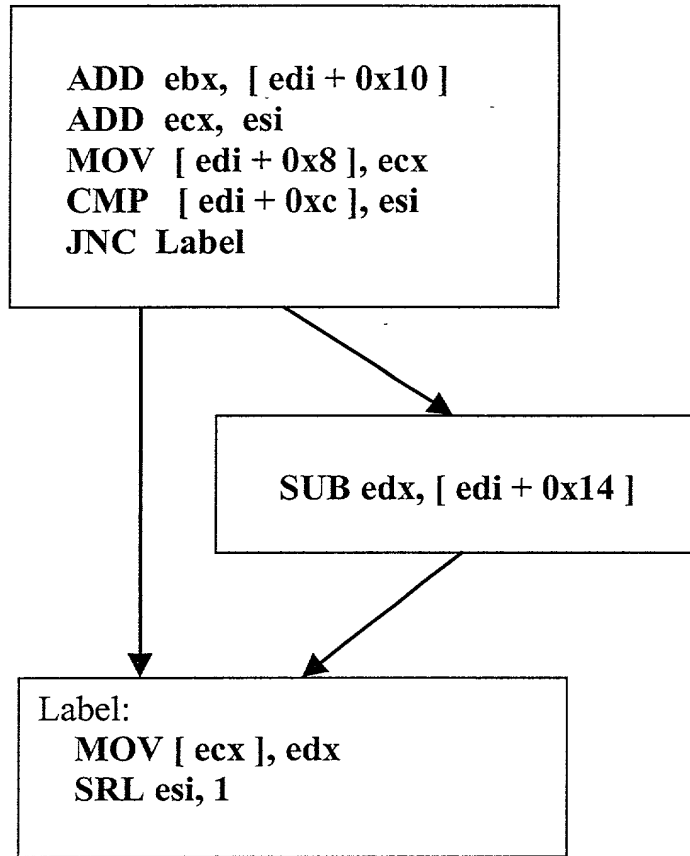 ADD ebx, [ edi + 0x10 ]
ADD ecx, esi
MOV [ edi + 0x8 ], ecx
CMP [ edi + 0xc ], esi
JNC Label
SUB edx, [ edi + 0x14 ]
Label:
MOV [ ecx ], edx
SRL esi, 1